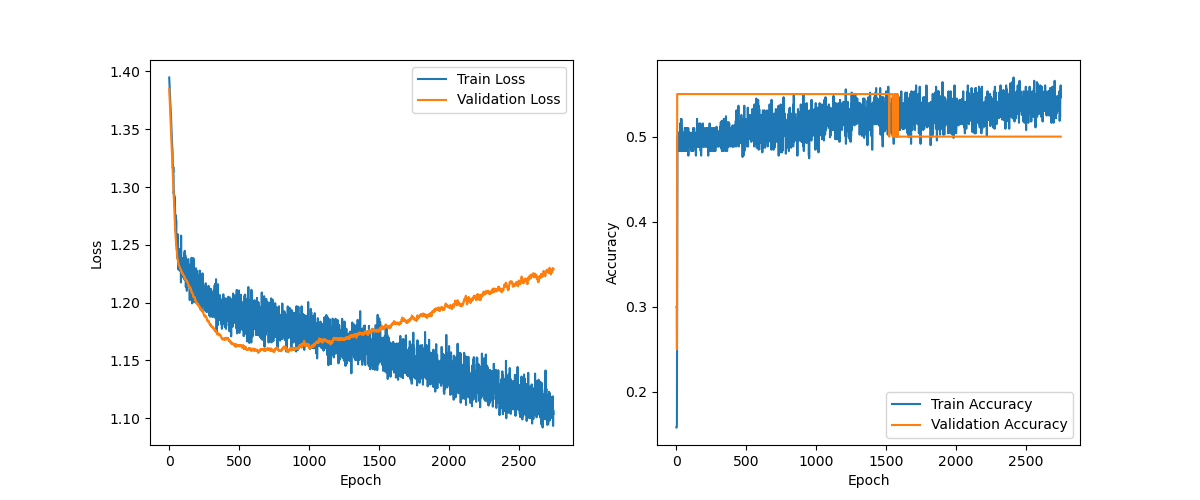 1.40
1.35
1.30
1.25
1.20
1.15
1.10
Loss
0
500
1000
1500
2000
2500
Epoch
Train Loss
Validation Loss
0.5
0.4
0.3
0.2
Accuracy
0
500
1000
1500
2000
2500
Epoch
Train Accuracy
Validation Accuracy